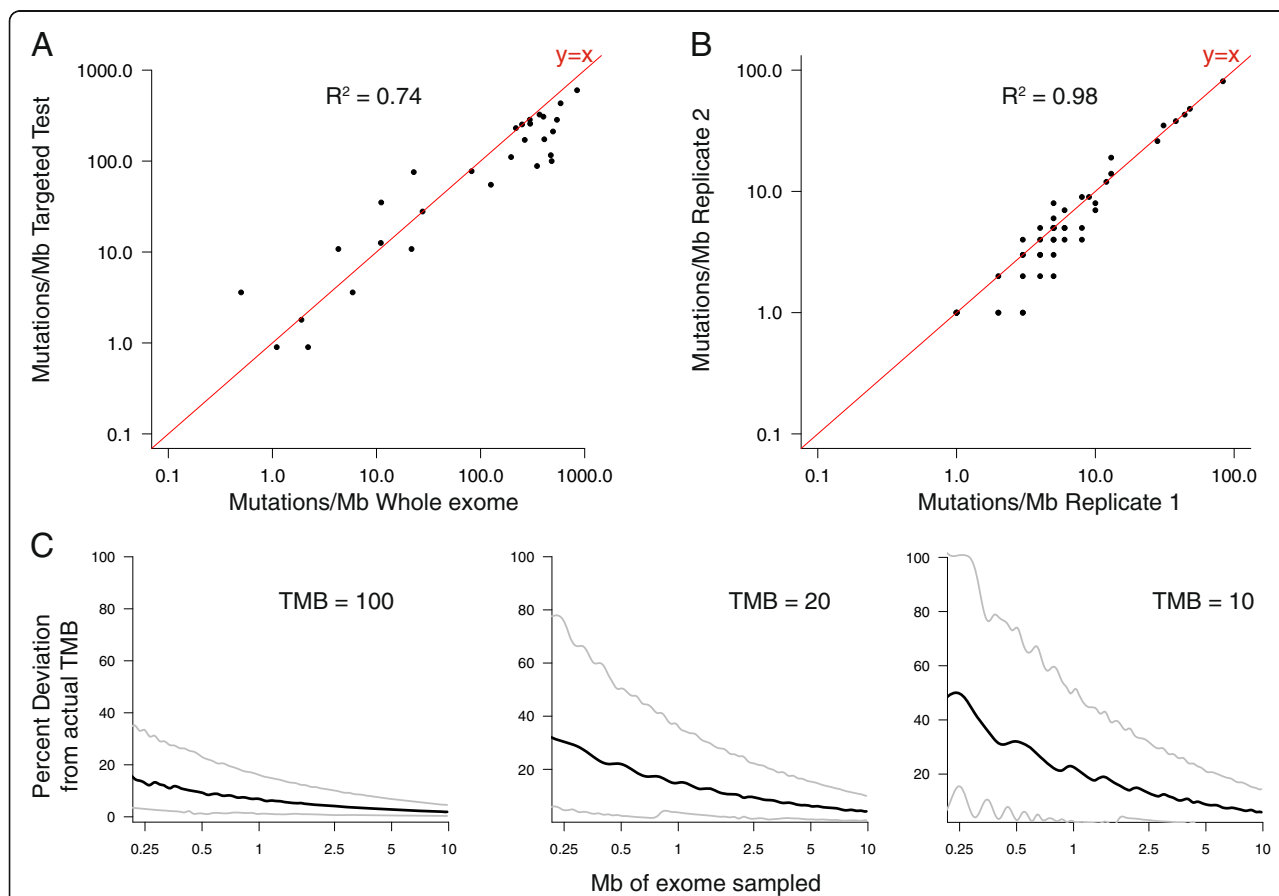 A
y=x
R² = 0.74
Mutations/Mb Targeted Test
1000.0
100.0
10.0
1.0
0.1
0.1 1.0 10.0 100.0 1000.0
Mutations/Mb Whole exome
B
y=x
R² = 0.98
Mutations/Mb Replicate 2
100.0
10.0
1.0
0.1
0.1 1.0 10.0 100.0
Mutations/Mb Replicate 1
C
Percent Deviation
from actual TMB
TMB = 100
100
80
60
40
20
0
0.25 0.5 1 2.5 5 10
TMB = 20
100
80
60
40
20
0.25 0.5 1 2.5 5 10
TMB = 10
100
80
60
40
20
0.25 0.5 1 2.5 5 10
Mb of exome sampled